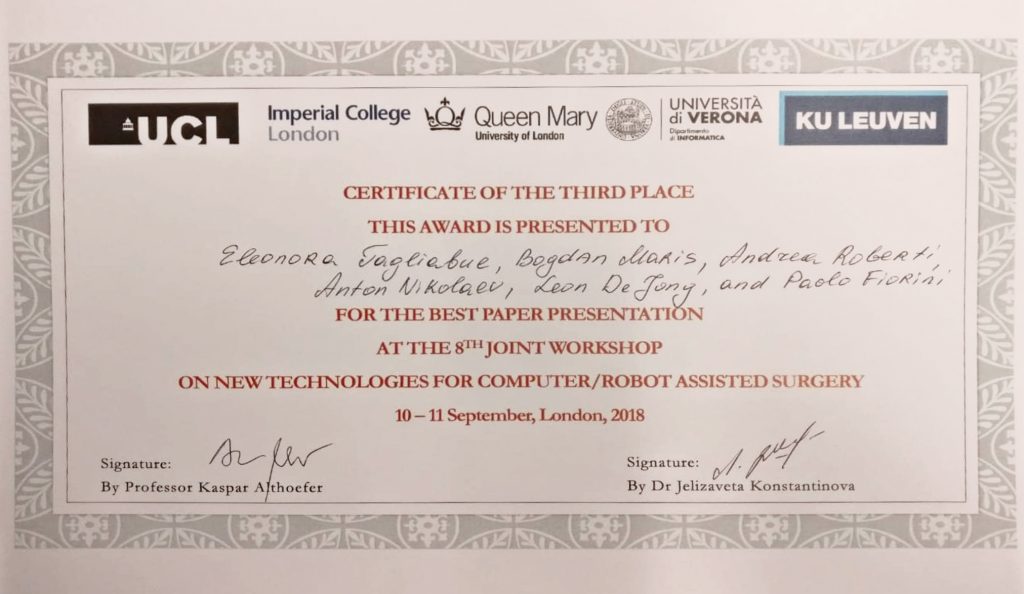 UCL
Imperial College
London
Queen Mary
University of London
UNIVERSITÀ
di VERONA
Dipartimento
di INFORMATICA
KU LEUVEN
CERTIFICATE OF THE THIRD PLACE
THIS AWARD IS PRESENTED TO
Eleonora Tagliabue, Bogdan Maris, Andrea Roberti,
Anton Nikolaev, Leon De Jong, and Paolo Fiorini
FOR THE BEST PAPER PRESENTATION
AT THE 8TH JOINT WORKSHOP
ON NEW TECHNOLOGIES FOR COMPUTER/ROBOT ASSISTED SURGERY
10 – 11 September, London, 2018
Signature:
By Professor Kaspar Althoefer
Signature:
By Dr Jelizaveta Konstantinova